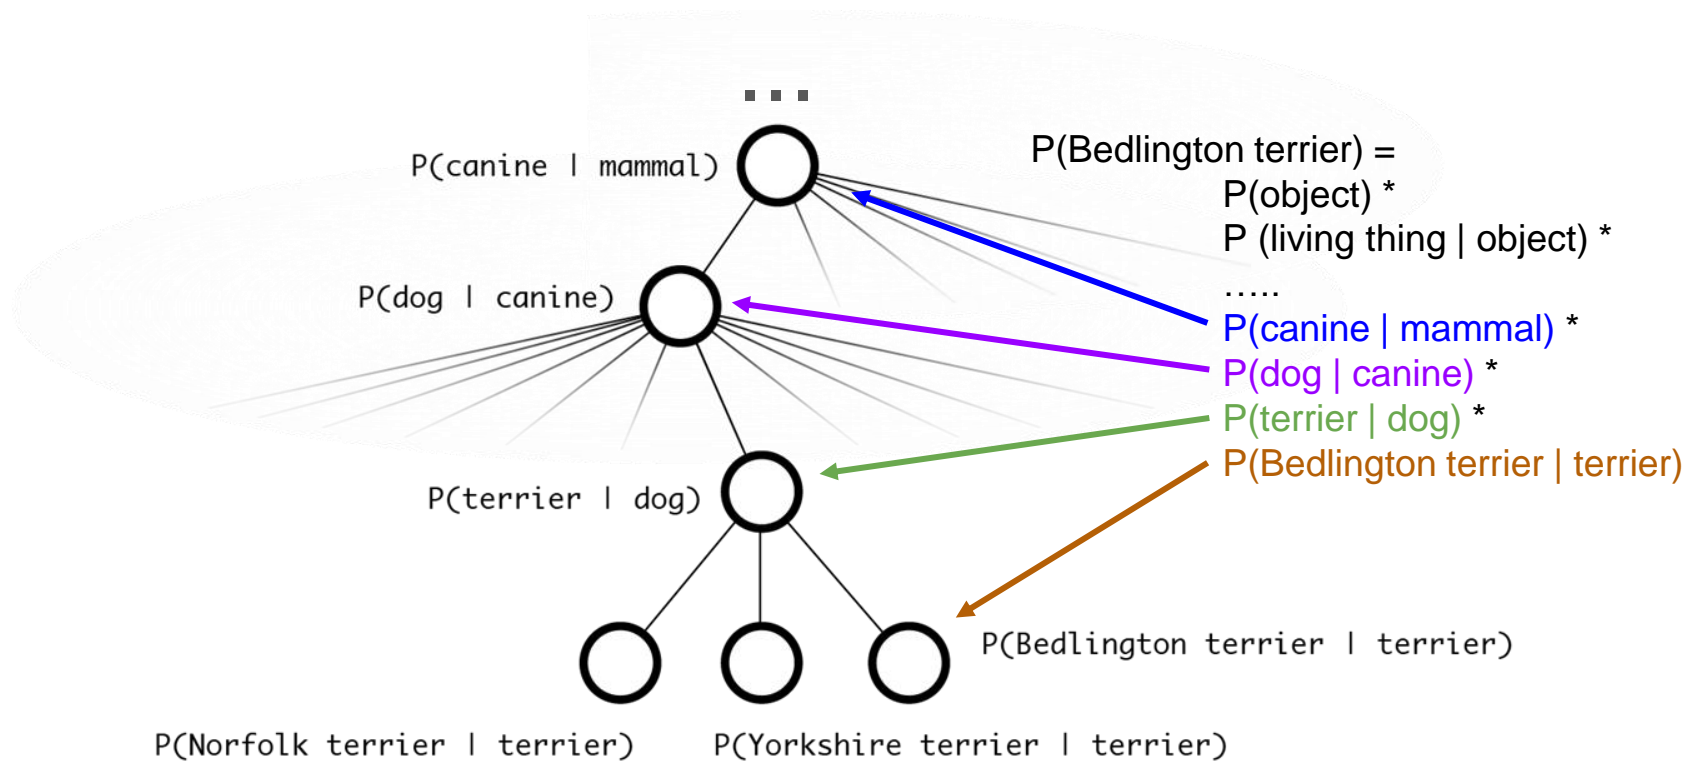 ...
P(canine | mammal)
P(dog | canine)
P(terrier | dog)
P(Bedlington terrier | terrier)
P(Norfolk terrier | terrier)
P(Yorkshire terrier | terrier)
P(Bedlington terrier) =
P(object) *
P (living thing | object) *
…..
P(canine | mammal) *
P(dog | canine) *
P(terrier | dog) *
P(Bedlington terrier | terrier)